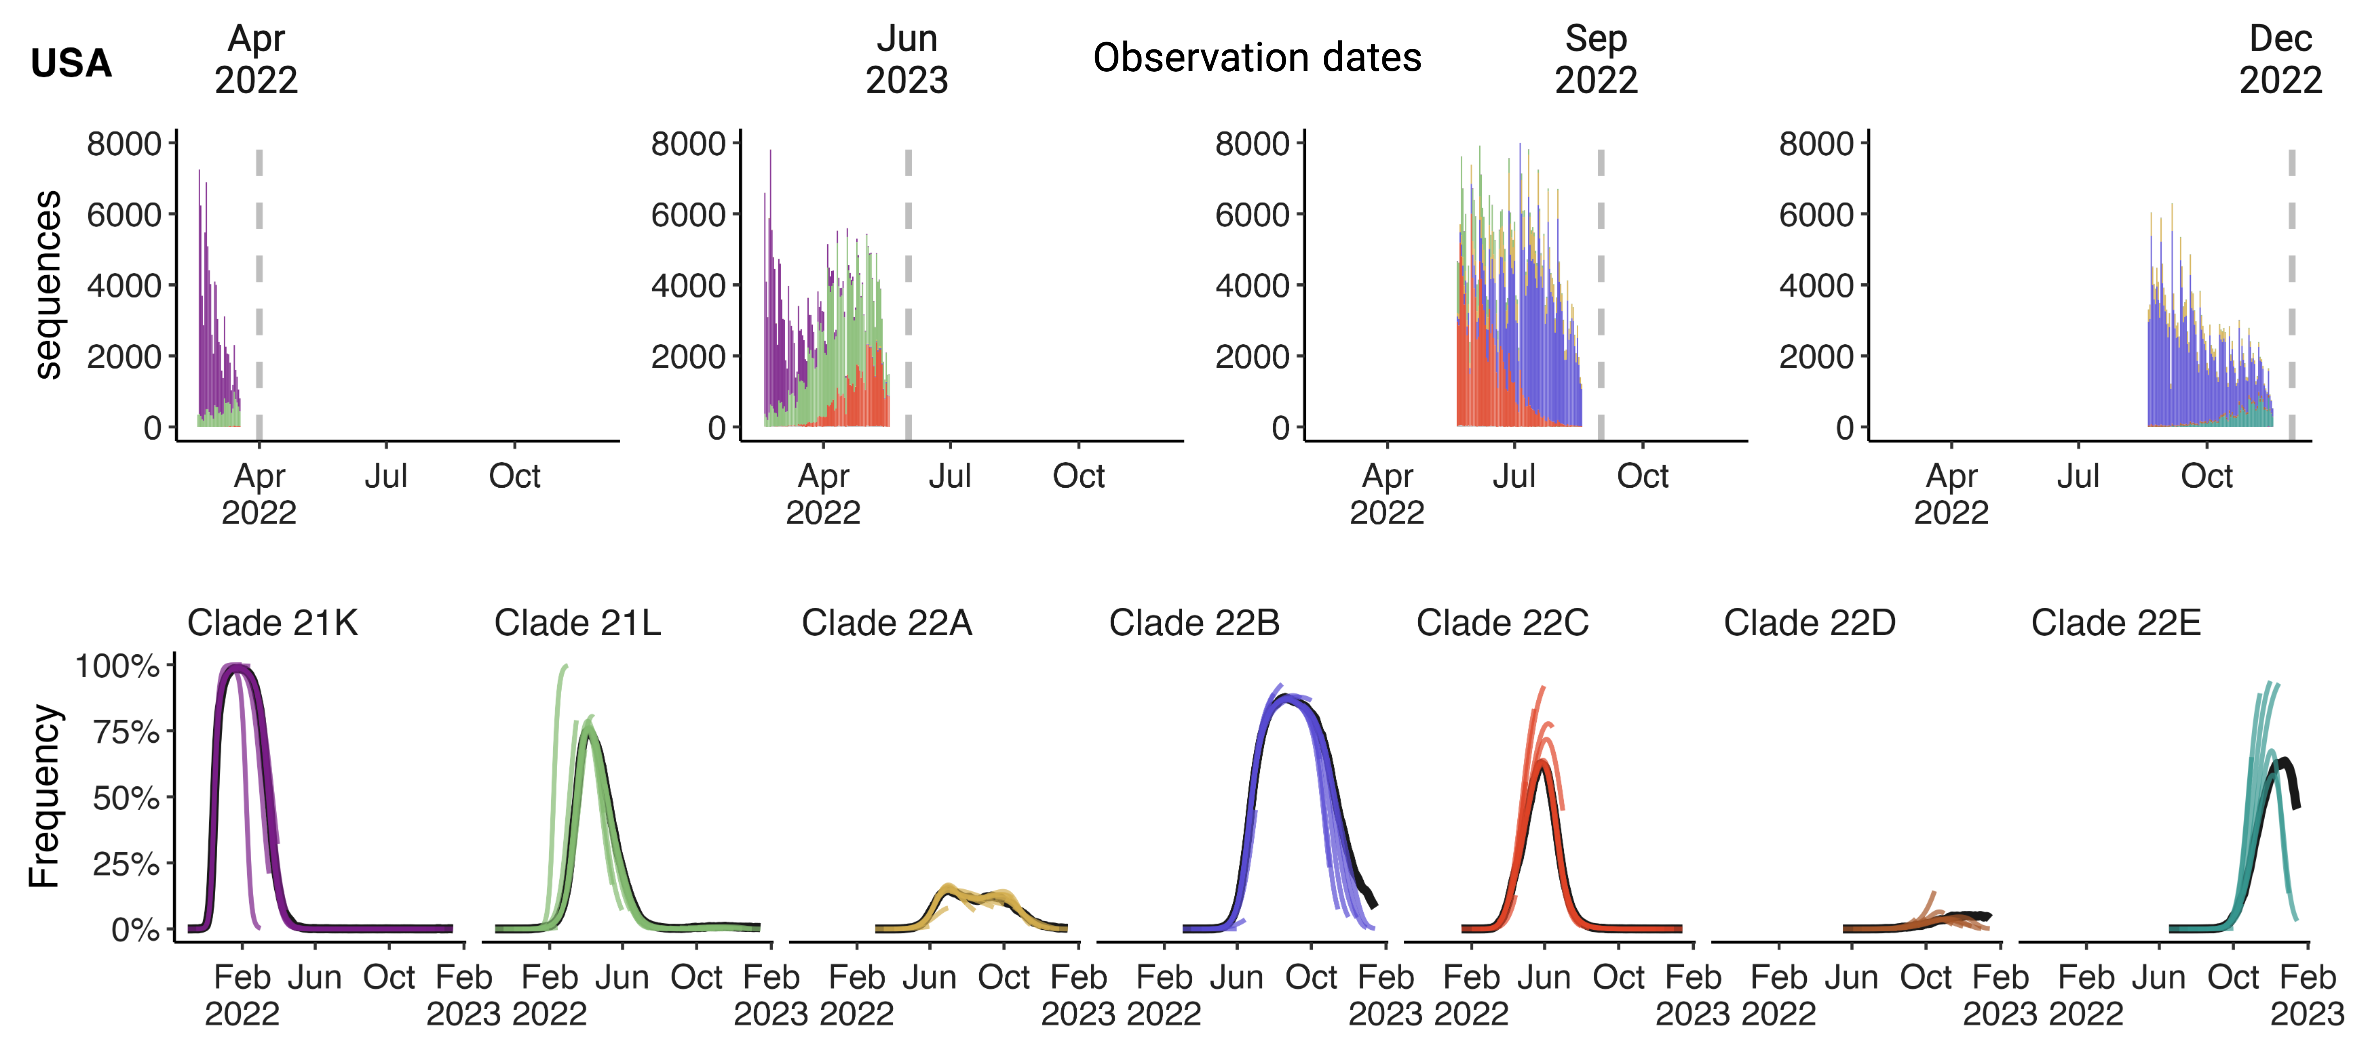 USA
Apr
2022
Jun
2023
Observation dates
Sep
2022
Dec
2022
sequences
8000
6000
4000
2000
0
Apr
2022
Jul
Oct
8000
6000
4000
2000
0
Apr
2022
Jul
Oct
8000
6000
4000
2000
0
Apr
2022
Jul
Oct
8000
6000
4000
2000
0
Apr
2022
Jul
Oct
Frequency
100%
75%
50%
25%
0%
Clade 21K
Feb
2022
Jun
Oct
Feb
2023
Clade 21L
Feb
2022
Jun
Oct
Feb
2023
Clade 22A
Feb
2022
Jun
Oct
Feb
2023
Clade 22B
Feb
2022
Jun
Oct
Feb
2023
Clade 22C
Feb
2022
Jun
Oct
Feb
2023
Clade 22D
Feb
2022
Jun
Oct
Feb
2023
Clade 22E
Feb
2022
Jun
Oct
Feb
2023